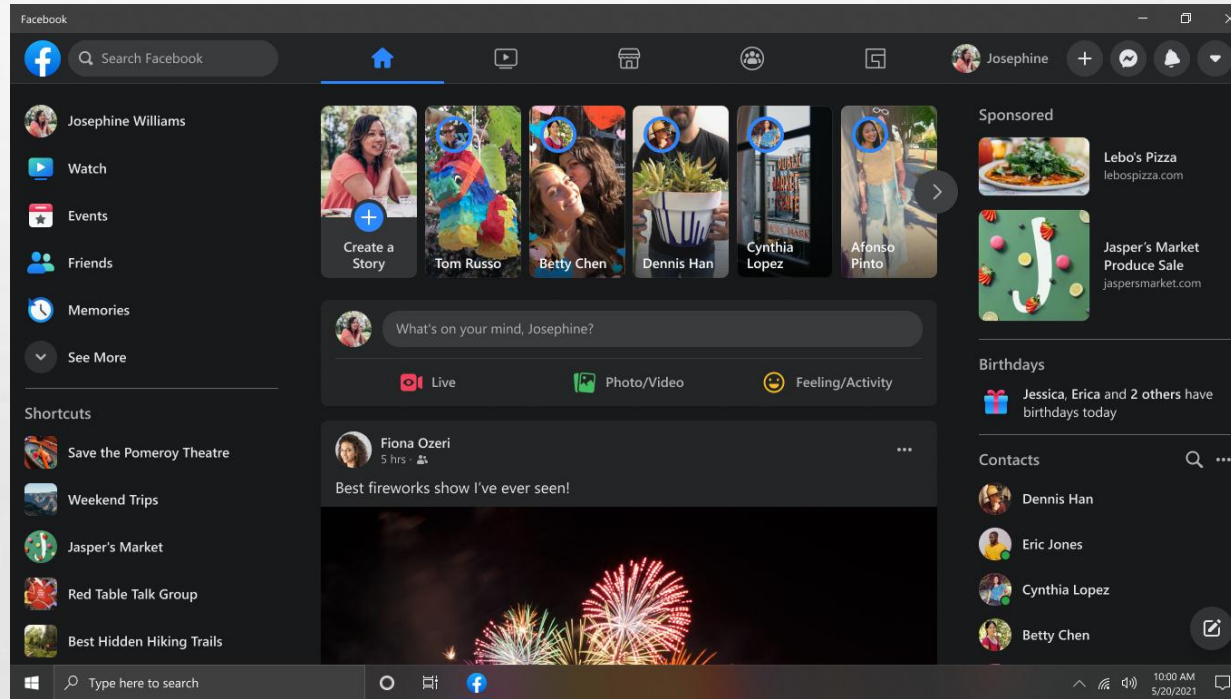 Facebook
Search Facebook
Josephine
Josephine Williams
Watch
Events
Friends
Memories
See More
Shortcuts
Save the Pomeroy Theatre
Weekend Trips
Jasper's Market
Red Table Talk Group
Best Hidden Hiking Trails
Create a
Story
Tom Russo
Betty Chen
Dennis Han
PUBLIC
MARKET
Cynthia
Lopez
Afonso
Pinto
What's on your mind, Josephine?
Live
Photo/Video
Feeling/Activity
Fiona Ozeri
5 hrs ·
Best fireworks show I've ever seen!
Sponsored
Lebo's Pizza
lebospizza.com
J
Jasper's Market
Produce Sale
jaspersmarket.com
Birthdays
Jessica, Erica and 2 others have
birthdays today
Contacts
Dennis Han
Eric Jones
Cynthia Lopez
Betty Chen
Type here to search
10:00 AM
5/20/2021